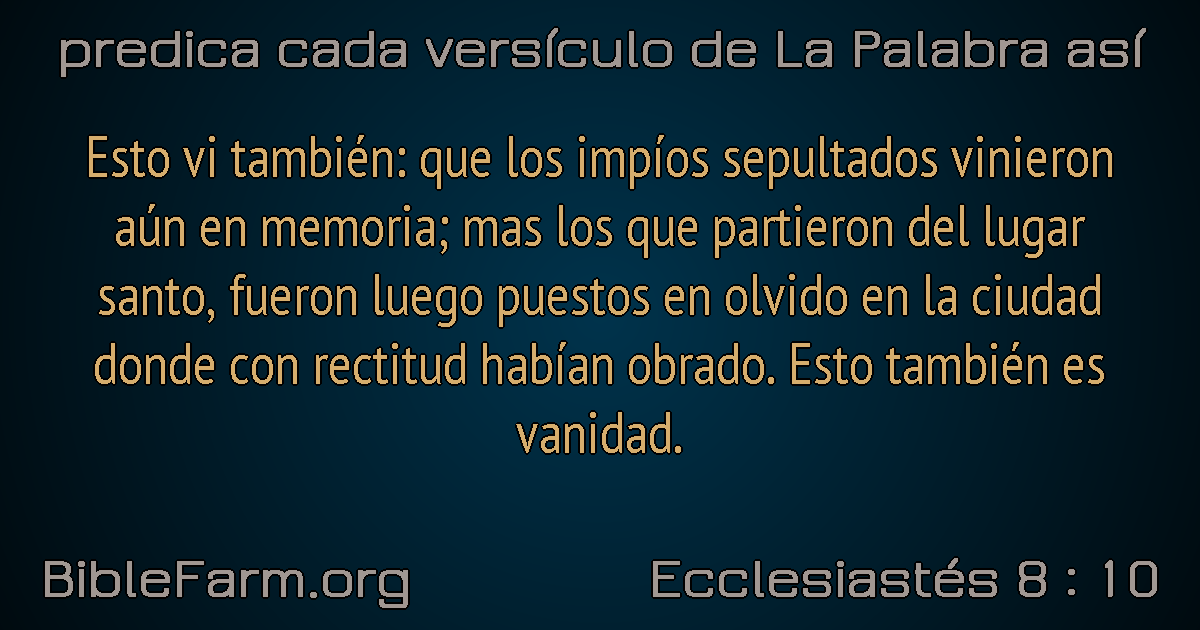 predica cada versículo de La Palabra así
Esto vi también: que los impíos sepultados vinieron
aún en memoria; mas los que partieron del lugar
santo, fueron luego puestos en olvido en la ciudad
donde con rectitud habían obrado. Esto también es
vanidad.
BibleFarm.org
Ecclesiastés 8 : 10